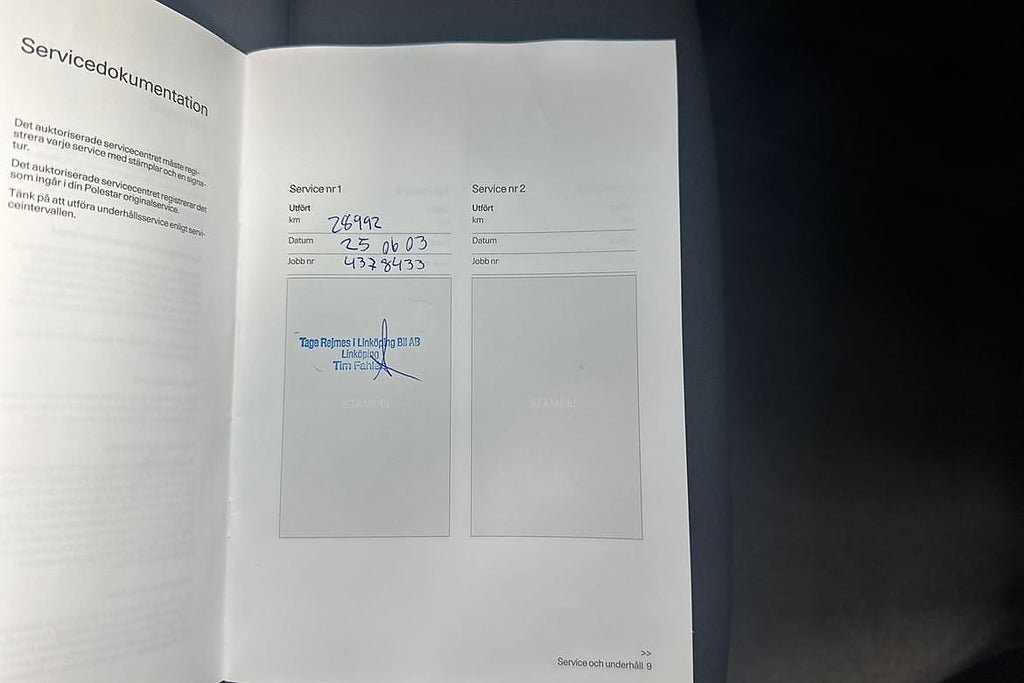 Servicedokumentation
Det auktoriserade servicecentret måste regi-
strera varje service med stämplar och en signa-
tur.
Det auktoriserade servicecentret registrerar det
som ingår i din Polestar originalservice.
Tänk på att utföra underhållsservice enligt servi-
ceintervallen.
Service nr 1
Utfört
km 28992
Datum 25 06 03
Jobb nr 4378433
Tage Rejmes i Linköping Bil AB
Linköping
Tim Fahlén
STÄMPEL
Service nr 2
Utfört
km
Datum
Jobb nr
STÄMPEL
>>
Service och underhåll 9